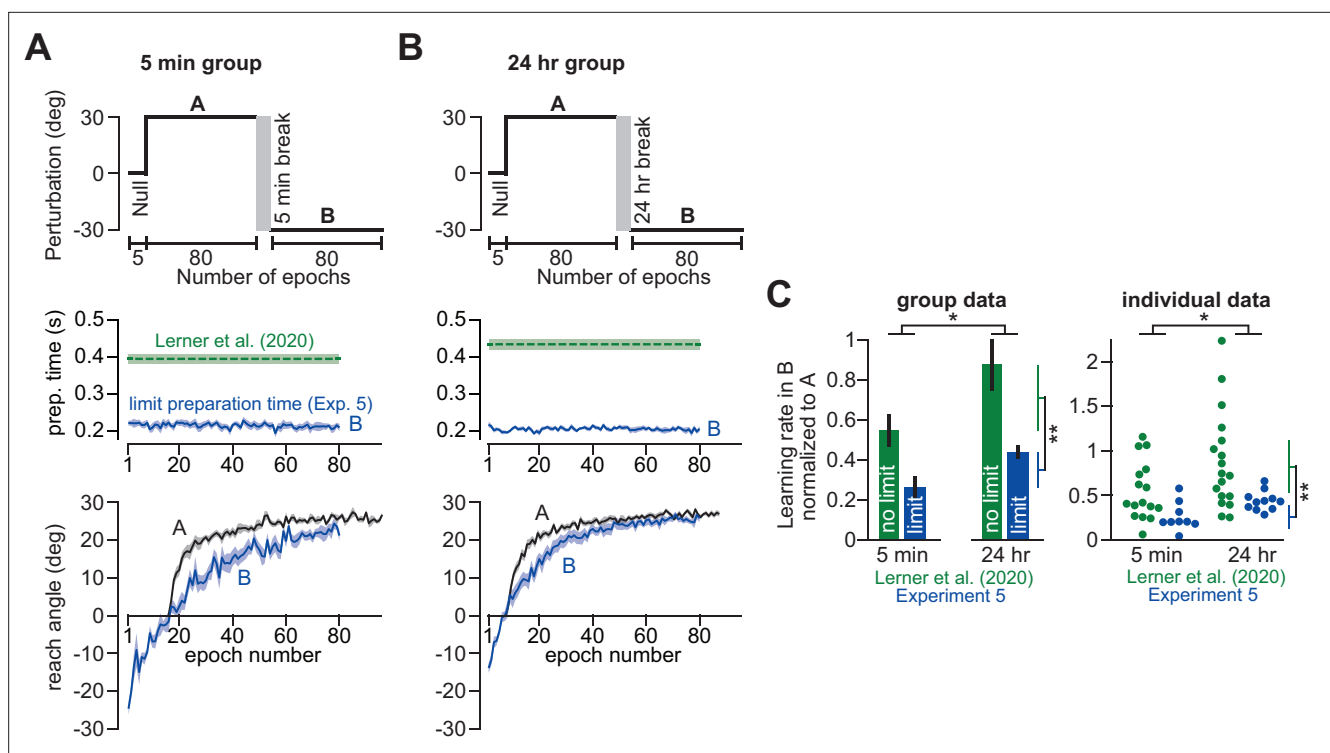 A
5 min group
Perturbation (deg)
30
0
-30
A
Null
5 min break
B
5
80
80
Number of epochs
prep. time (s)
0.5
0.4
0.3
0.2
Lerner et al. (2020)
limit preparation time (Exp. 5)
B
1
20
40
60
80
reach angle (deg)
30
20
10
0
-10
-20
-30
A
B
1
20
40
60
80
epoch number
B
24 hr group
30
0
-30
A
Null
24 hr break
B
5
80
80
Number of epochs
0.5
0.4
0.3
0.2
B
1
20
40
60
80
30
20
10
0
-10
-20
-30
A
B
1
20
40
60
80
epoch number
C
group data
*
Learning rate in B
normalized to A
1
0.8
0.6
0.4
0.2
0
no limit
limit
no limit
limit
**
5 min
24 hr
Lerner et al. (2020)
Experiment 5
individual data
*
2
1.5
1
0.5
0
**
5 min
24 hr
Lerner et al. (2020)
Experiment 5